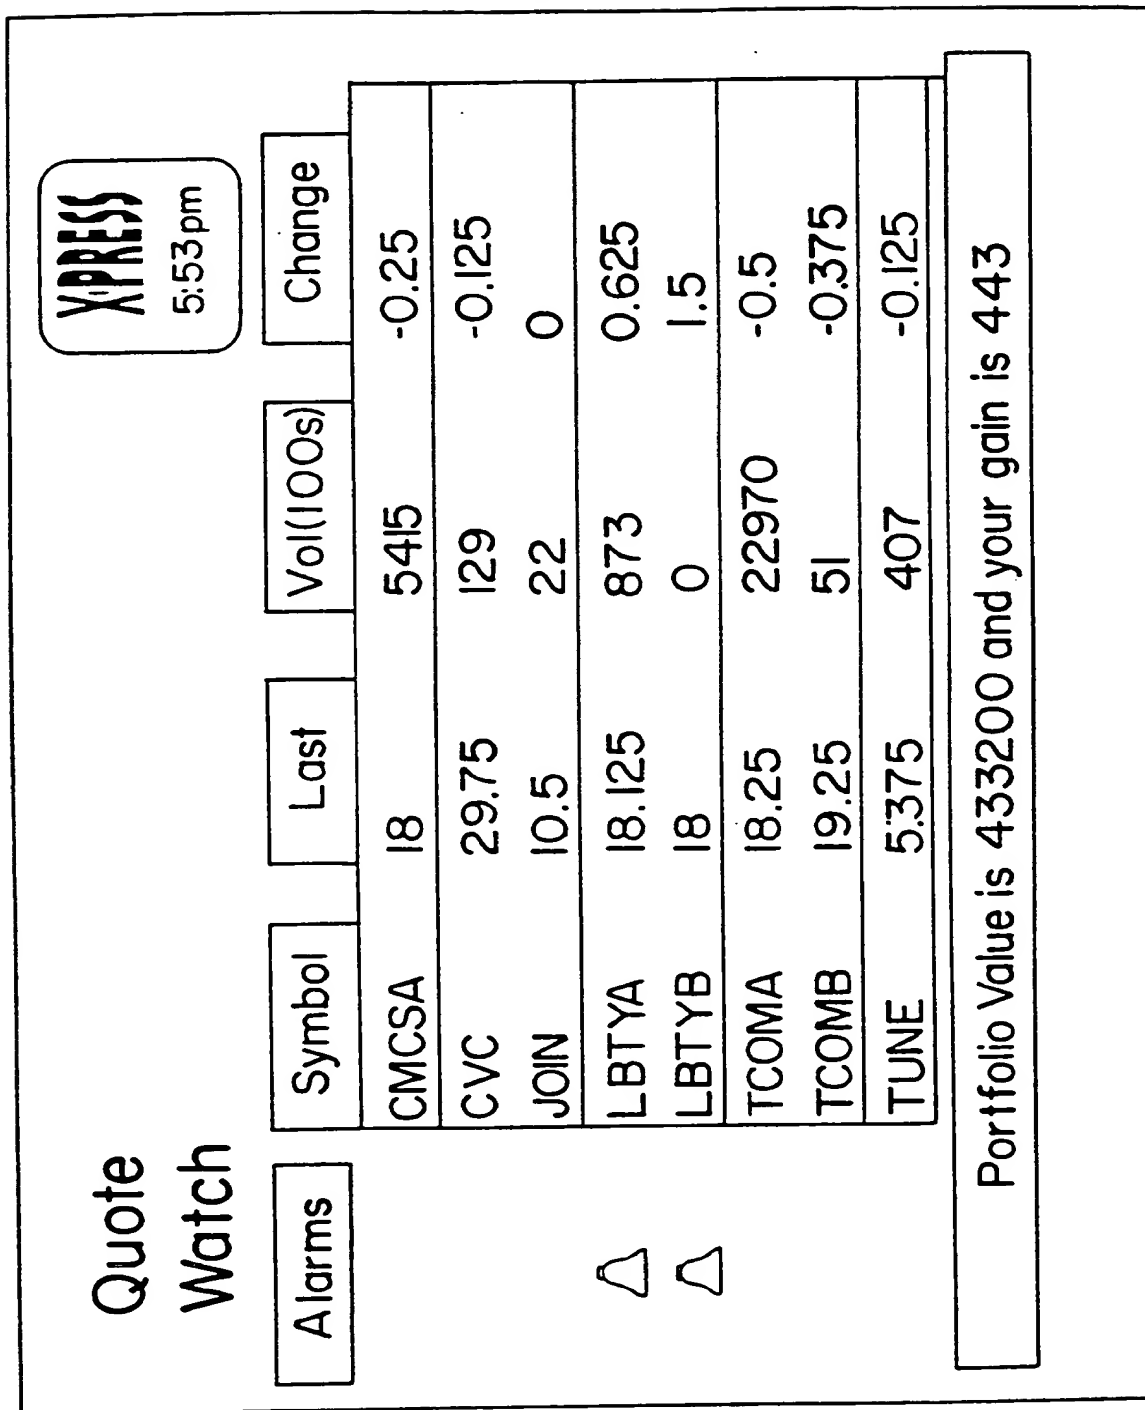 Quote
Watch
X·PRESS
5:53pm
Alarms Symbol Last Vol(100s) Change
CMCSA 18 5415 -0.25
CVC 29.75 129 -0.125
JOIN 10.5 22 0
LBTYA 18.125 873 0.625
LBTYB 18 0 1.5
TCOMA 18.25 22970 -0.5
TCOMB 19.25 51 -0.375
TUNE 5.375 407 -0.125
Portfolio Value is 433200 and your gain is 443